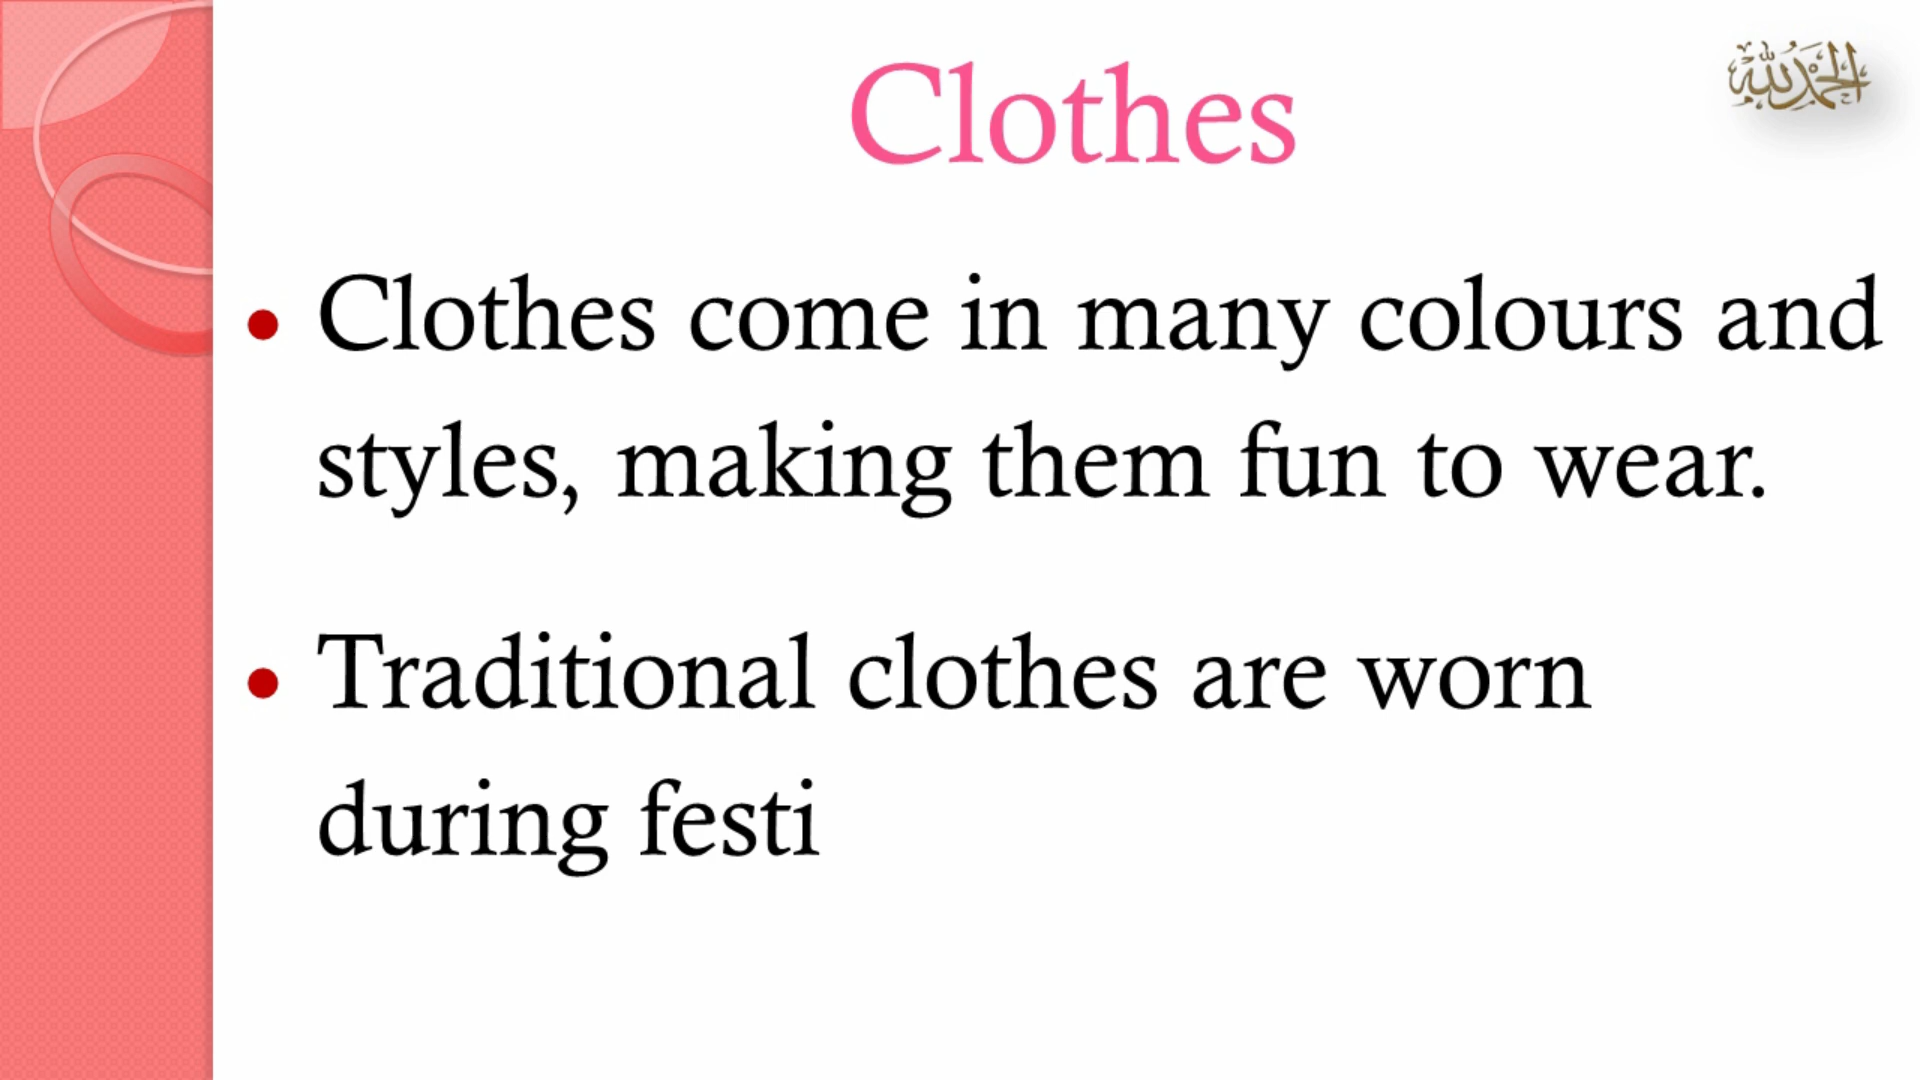 Clothes
الحمد لله
• Clothes come in many colours and
styles, making them fun to wear.
• Traditional clothes are worn
during festi